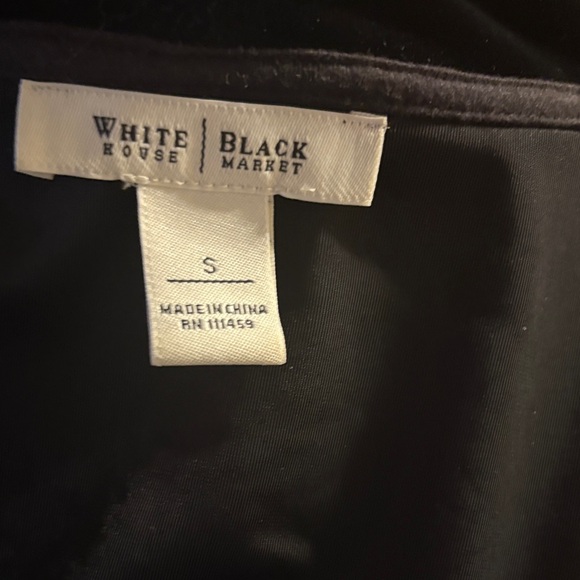 WHITE | BLACK
HOUSE | MARKET
S
MADE IN CHINA
RN 111459